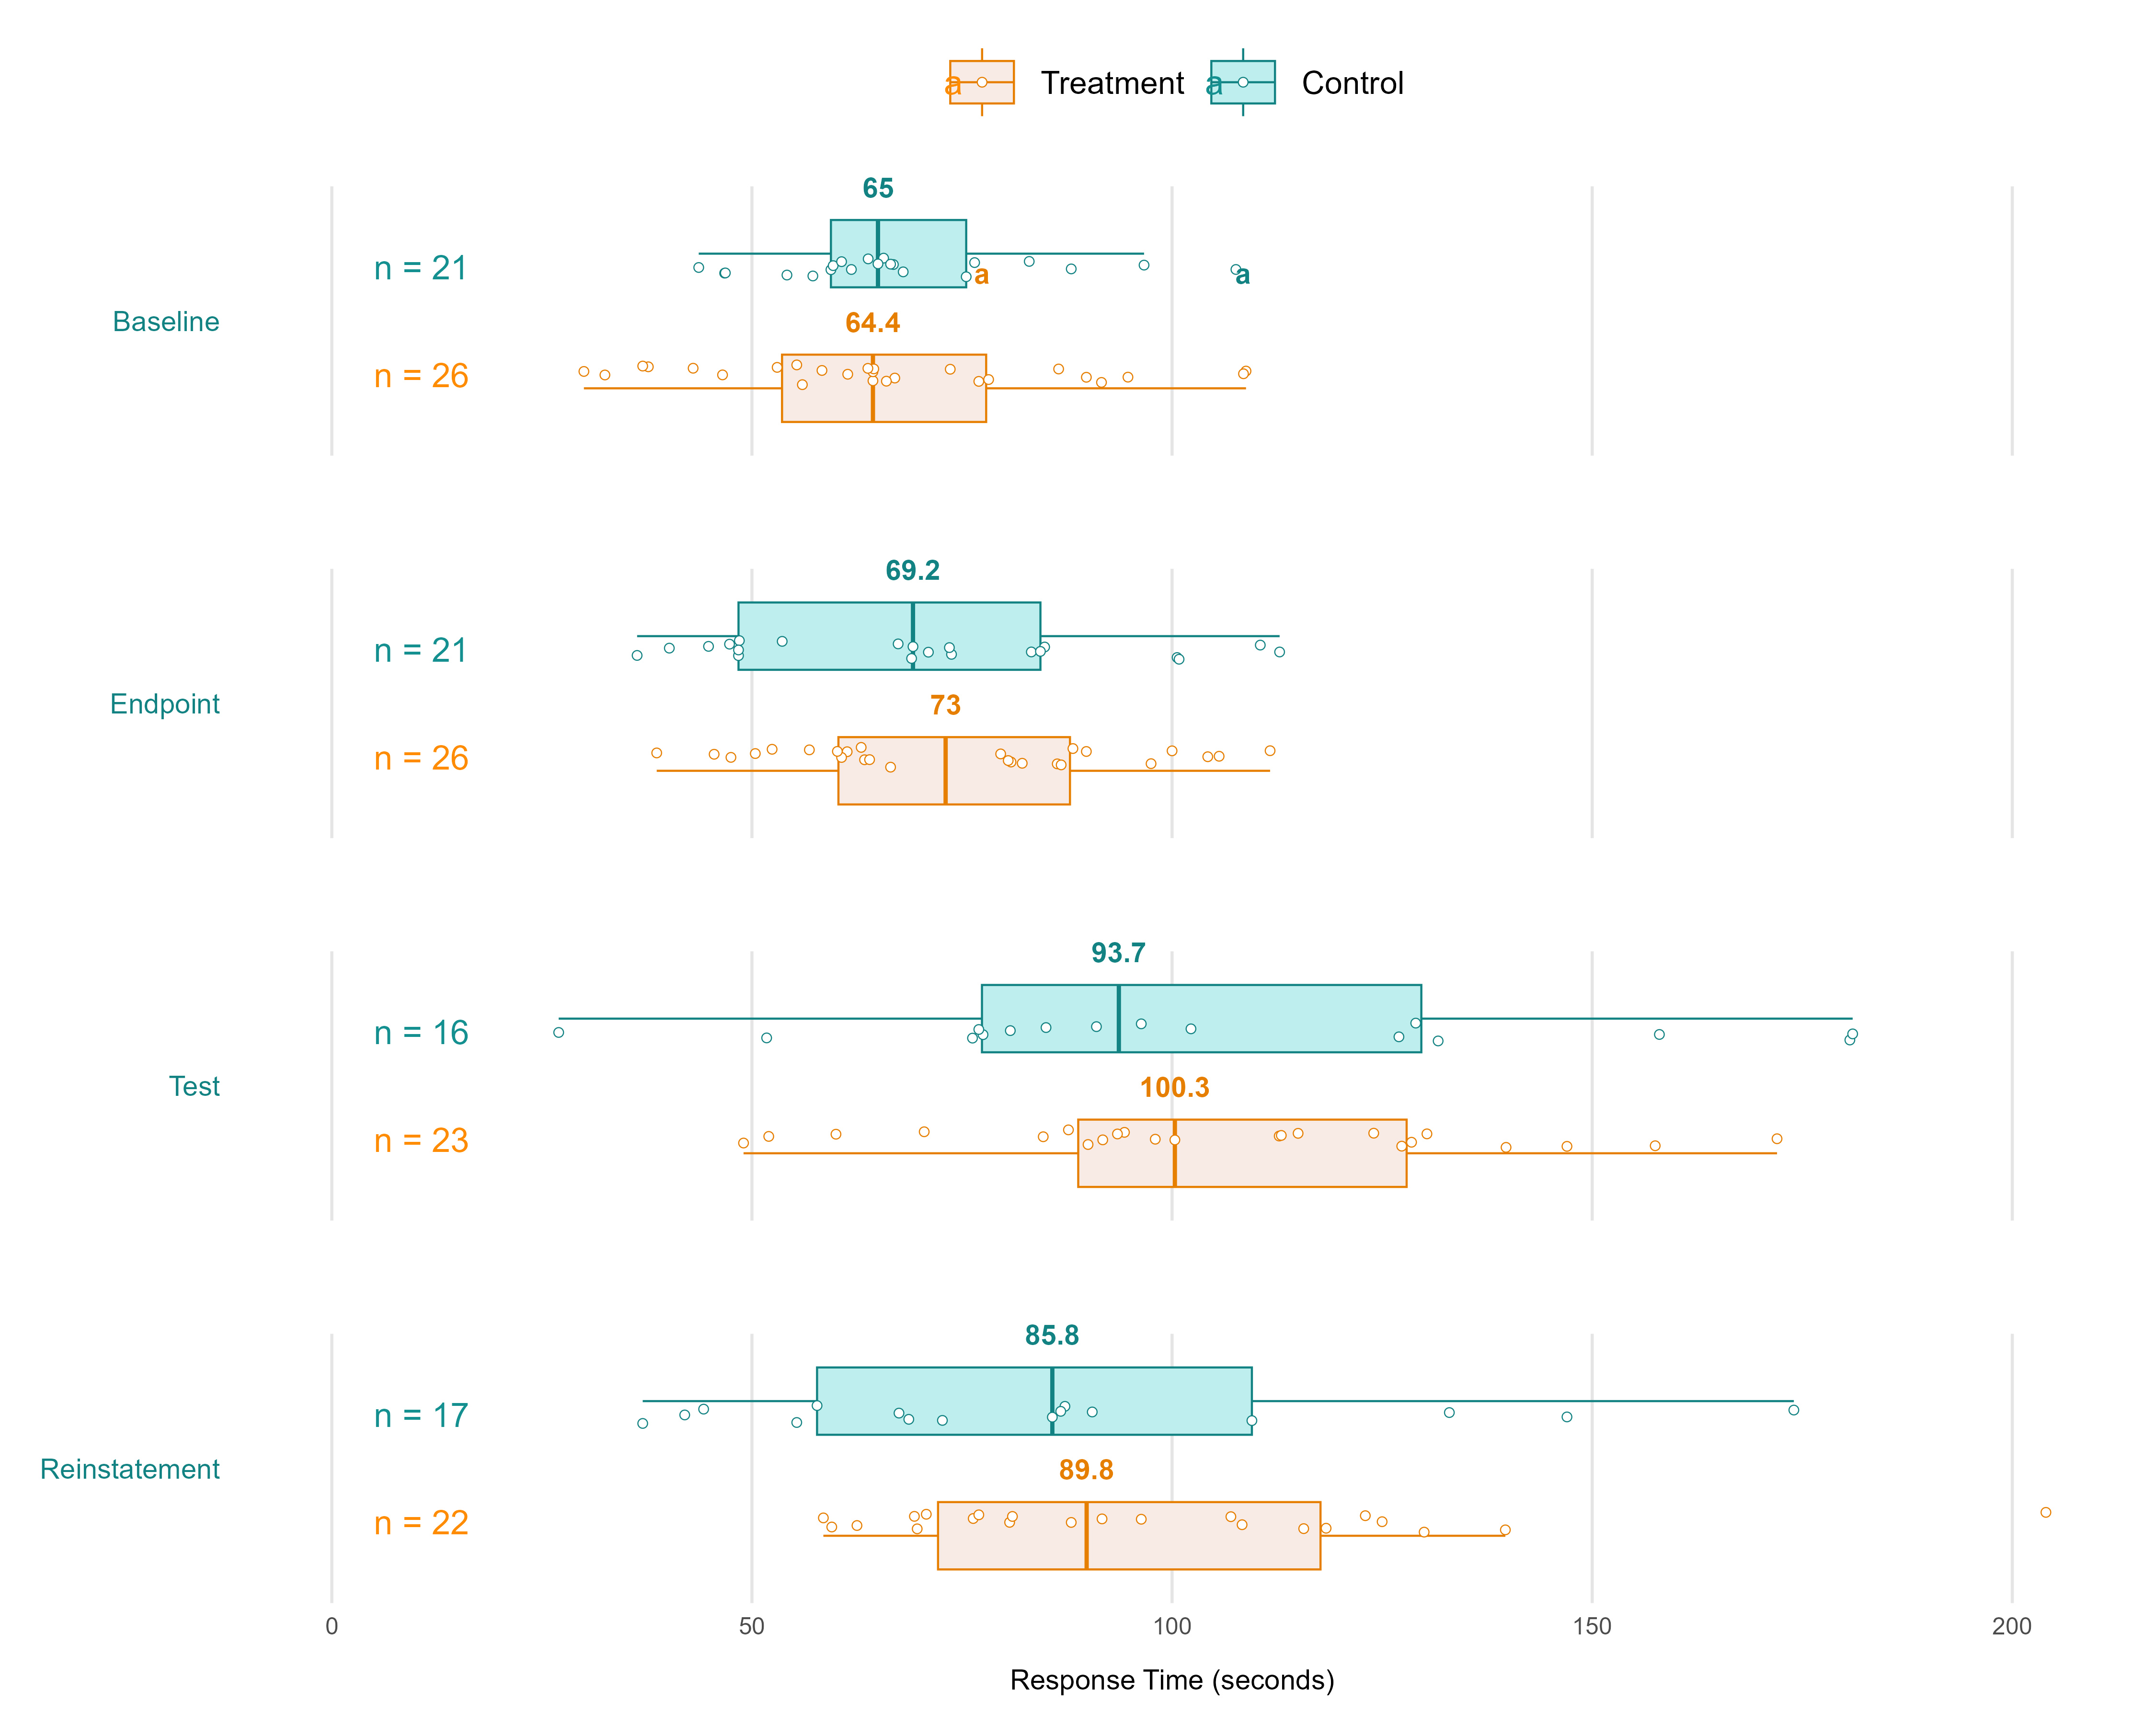 a Treatment a Control
65
n = 21
a a
Baseline
64.4
n = 26
69.2
n = 21
Endpoint
73
n = 26
93.7
n = 16
Test
100.3
n = 23
85.8
n = 17
Reinstatement
89.8
n = 22
0 50 100 150 200
Response Time (seconds)